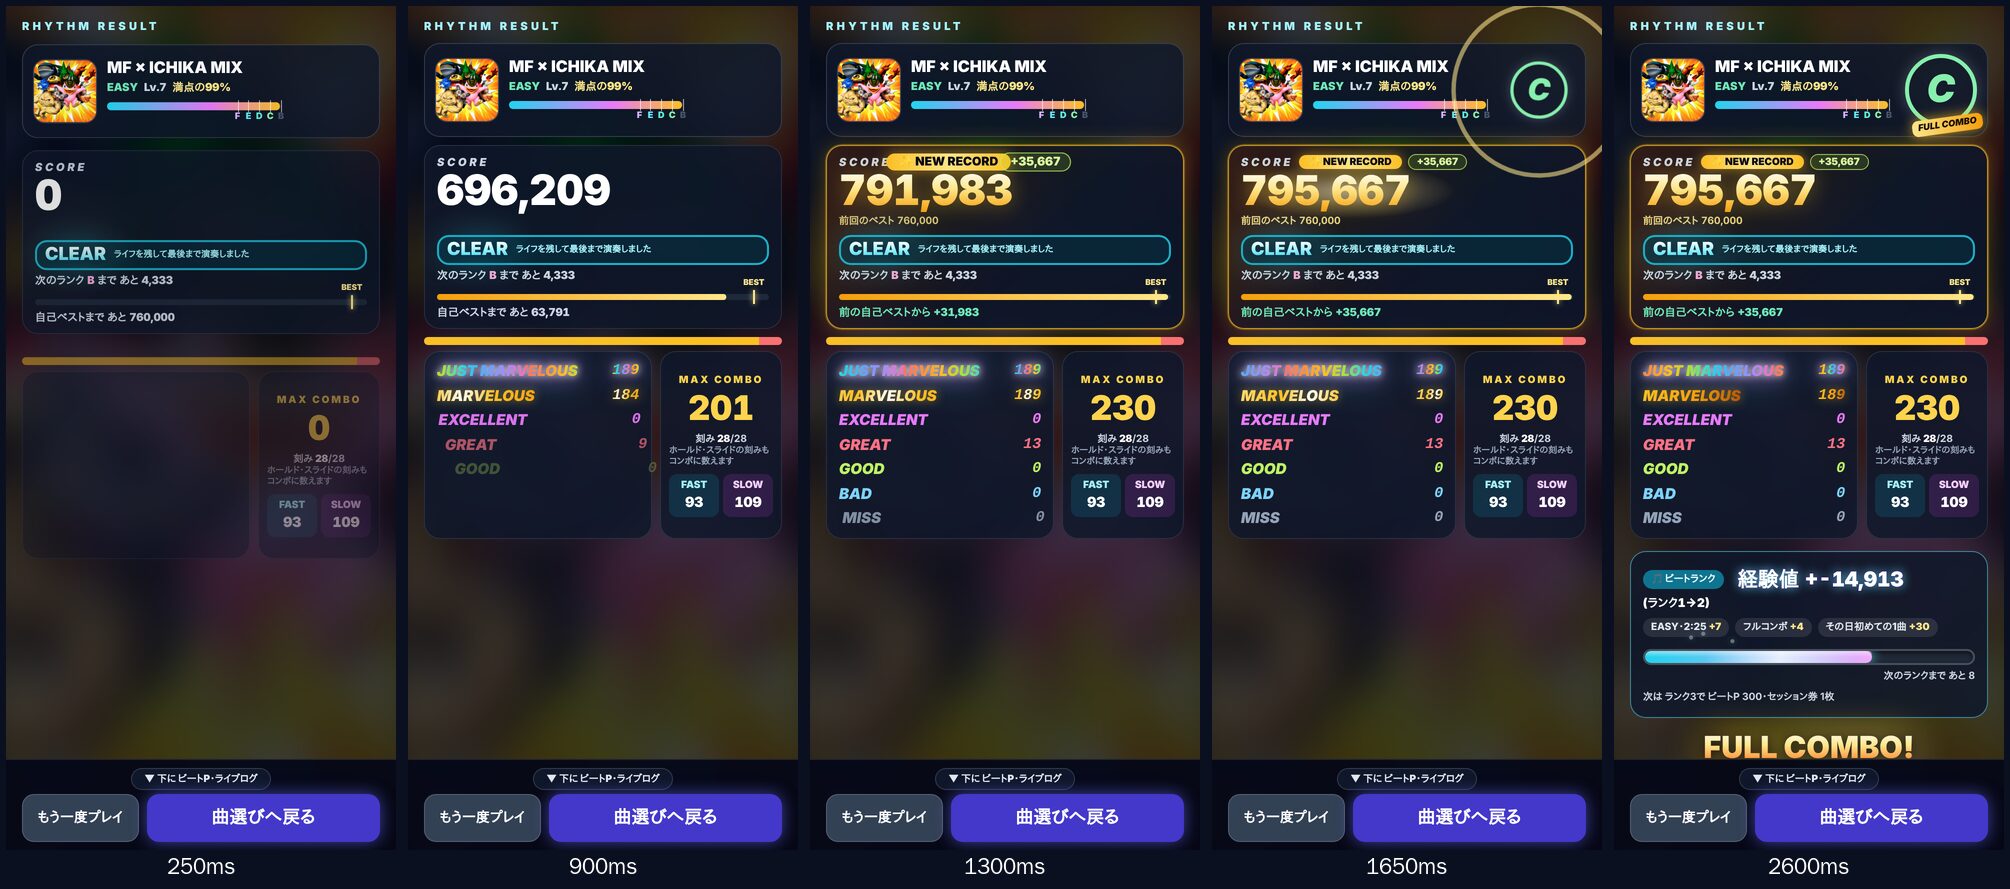 RHYTHM RESULT
MF × ICHIKA MIX
EASY Lv.7 満点の99%
F E D C B
SCORE
0
CLEAR ライフを残して最後まで演奏しました
次のランク B まで あと 4,333
BEST
自己ベストまで あと 760,000
MAX COMBO
0
刻み 28/28
ホールド・スライドの刻みも
コンボに数えます
FAST SLOW
93 109
▼ 下にビートP・ライブログ
もう一度プレイ 曲選びへ戻る
250ms
RHYTHM RESULT
MF × ICHIKA MIX
EASY Lv.7 満点の99%
F E D C B
SCORE
696,209
CLEAR ライフを残して最後まで演奏しました
次のランク B まで あと 4,333
BEST
自己ベストまで あと 63,791
JUST MARVELOUS 189
MARVELOUS 184
EXCELLENT 0
GREAT 9
GOOD 0
MAX COMBO
201
刻み 28/28
ホールド・スライドの刻みも
コンボに数えます
FAST SLOW
93 109
▼ 下にビートP・ライブログ
もう一度プレイ 曲選びへ戻る
900ms
RHYTHM RESULT
MF × ICHIKA MIX
EASY Lv.7 満点の99%
F E D C B
SCORE NEW RECORD +35,667
791,983
前回のベスト 760,000
CLEAR ライフを残して最後まで演奏しました
次のランク B まで あと 4,333
BEST
前の自己ベストから +31,983
JUST MARVELOUS 189
MARVELOUS 189
EXCELLENT 0
GREAT 13
GOOD 0
BAD 0
MISS 0
MAX COMBO
230
刻み 28/28
ホールド・スライドの刻みも
コンボに数えます
FAST SLOW
93 109
▼ 下にビートP・ライブログ
もう一度プレイ 曲選びへ戻る
1300ms
RHYTHM RESULT
MF × ICHIKA MIX
EASY Lv.7 満点の99%
F E D C B
C
SCORE NEW RECORD +35,667
795,667
前回のベスト 760,000
CLEAR ライフを残して最後まで演奏しました
次のランク B まで あと 4,333
BEST
前の自己ベストから +35,667
JUST MARVELOUS 189
MARVELOUS 189
EXCELLENT 0
GREAT 13
GOOD 0
BAD 0
MISS 0
MAX COMBO
230
刻み 28/28
ホールド・スライドの刻みも
コンボに数えます
FAST SLOW
93 109
▼ 下にビートP・ライブログ
もう一度プレイ 曲選びへ戻る
1650ms
RHYTHM RESULT
MF × ICHIKA MIX
EASY Lv.7 満点の99%
F E D C B
C
FULL COMBO
SCORE NEW RECORD +35,667
795,667
前回のベスト 760,000
CLEAR ライフを残して最後まで演奏しました
次のランク B まで あと 4,333
BEST
前の自己ベストから +35,667
JUST MARVELOUS 189
MARVELOUS 189
EXCELLENT 0
GREAT 13
GOOD 0
BAD 0
MISS 0
MAX COMBO
230
刻み 28/28
ホールド・スライドの刻みも
コンボに数えます
FAST SLOW
93 109
ビートランク 経験値 +-14,913
(ランク1→2)
EASY・2:25 +7 フルコンボ +4 その日初めての1曲 +30
次のランクまで あと 8
次は ランク3で ビートP 300・セッション券 1枚
FULL COMBO!
▼ 下にビートP・ライブログ
もう一度プレイ 曲選びへ戻る
2600ms